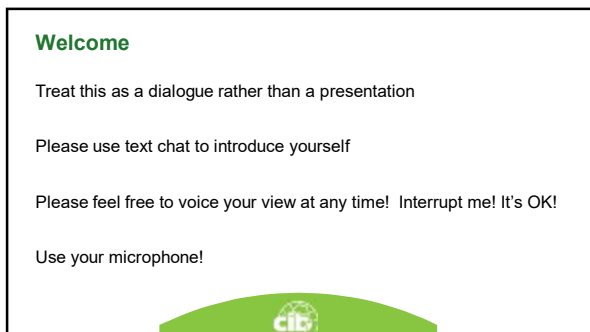 Welcome
Treat this as a dialogue rather than a presentation
Please use text chat to introduce yourself
Please feel free to voice your view at any time!  Interrupt me! It's OK!
Use your microphone!
cib